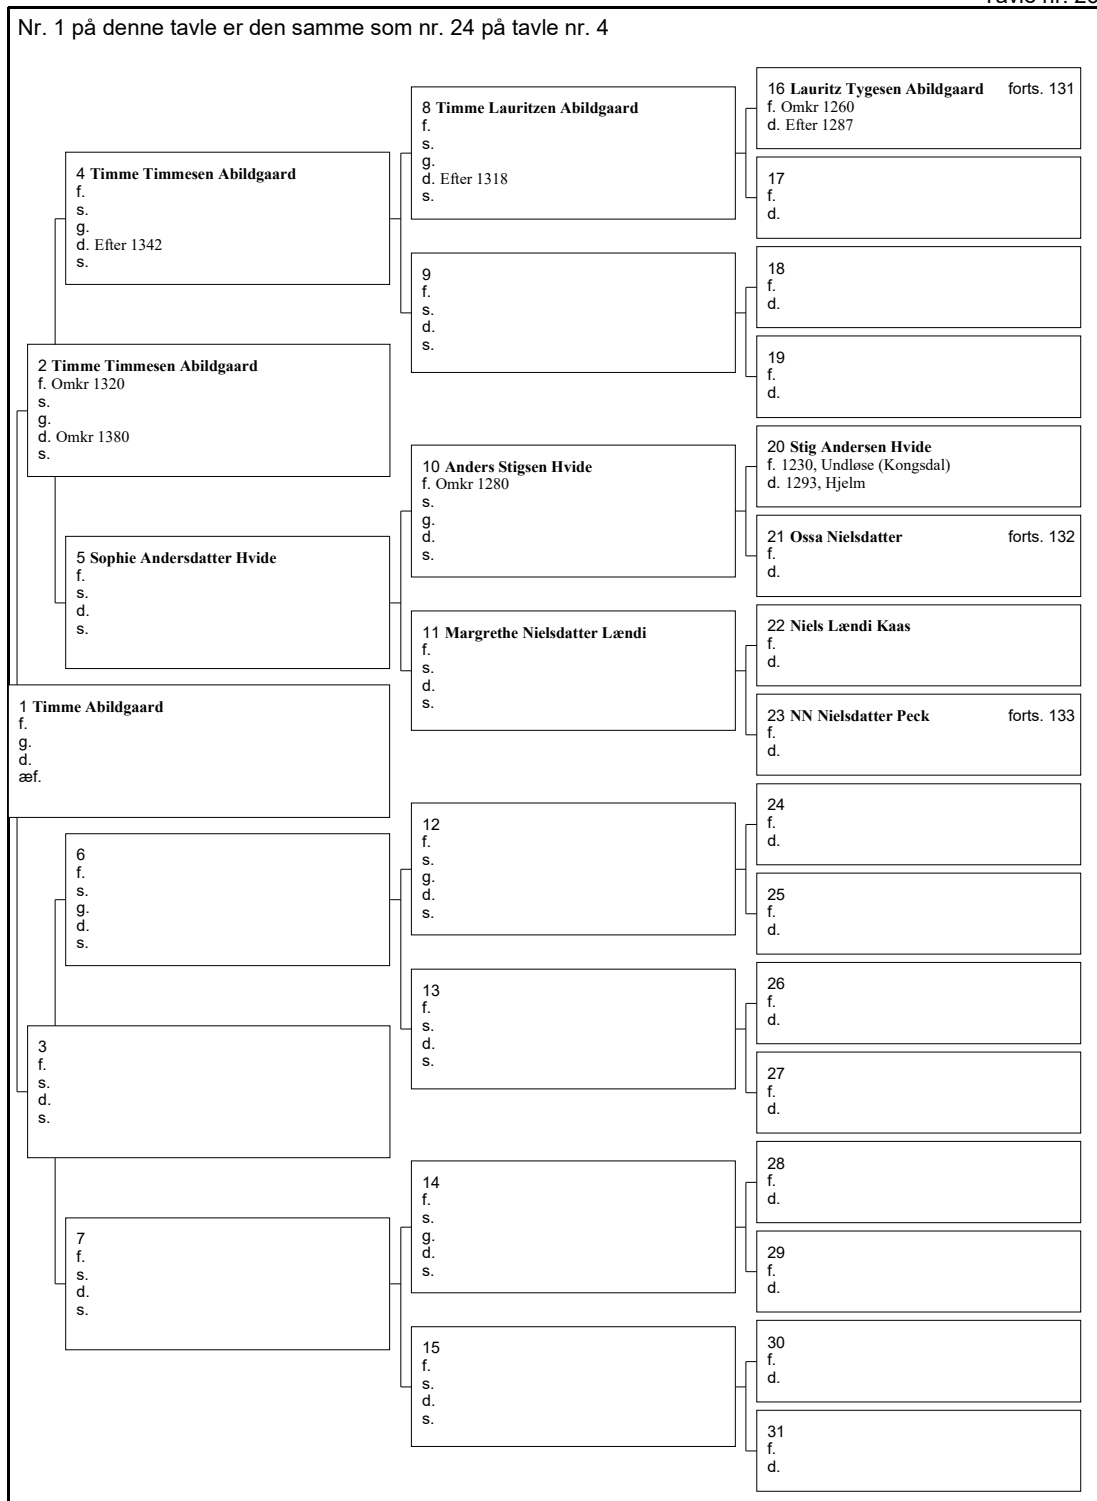 Nr. 1 på denne tavle er den samme som nr. 24 på tavle nr. 4
16 Lauritz Tygesen Abildgaard forts. 131
f. Omkr 1260
d. Efter 1287
8 Timme Lauritzen Abildgaard
f.
s.
g.
d. Efter 1318
s.
4 Timme Timmesen Abildgaard
f.
s.
g.
d. Efter 1342
s.
17
f.
d.
18
f.
d.
9
f.
s.
d.
s.
19
f.
d.
2 Timme Timmesen Abildgaard
f. Omkr 1320
s.
g.
d. Omkr 1380
s.
20 Stig Andersen Hvide
f. 1230, Undløse (Kongsdal)
d. 1293, Hjelm
10 Anders Stigsen Hvide
f. Omkr 1280
s.
g.
d.
s.
21 Ossa Nielsdatter forts. 132
f.
d.
5 Sophie Andersdatter Hvide
f.
s.
d.
s.
22 Niels Lændi Kaas
f.
d.
11 Margrethe Nielsdatter Lændi
f.
s.
d.
s.
23 NN Nielsdatter Peck forts. 133
f.
d.
1 Timme Abildgaard
f.
g.
d.
æf.
24
f.
d.
12
f.
s.
g.
d.
s.
6
f.
s.
g.
d.
s.
25
f.
d.
26
f.
d.
13
f.
s.
d.
s.
27
f.
d.
3
f.
s.
d.
s.
28
f.
d.
14
f.
s.
g.
d.
s.
7
f.
s.
d.
s.
29
f.
d.
30
f.
d.
15
f.
s.
d.
s.
31
f.
d.